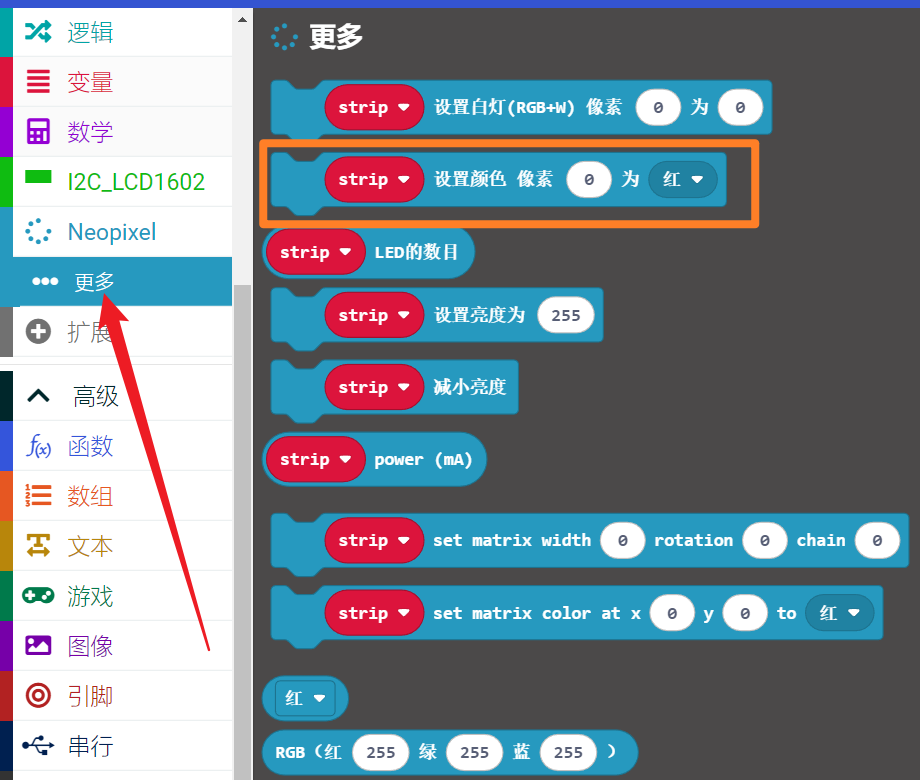 逻辑
变量
数学
I2C_LCD1602
Neopixel
更多
扩展
高级
函数
数组
文本
游戏
图像
引脚
串行
更多
strip 设置白灯(RGB+W) 像素 0 为 0
strip 设置颜色 像素 0 为 红
strip LED的数目
strip 设置亮度为 255
strip 减小亮度
strip power (mA)
strip set matrix width 0 rotation 0 chain 0
strip set matrix color at x 0 y 0 to 红
红
RGB（红 255 绿 255 蓝 255 ）